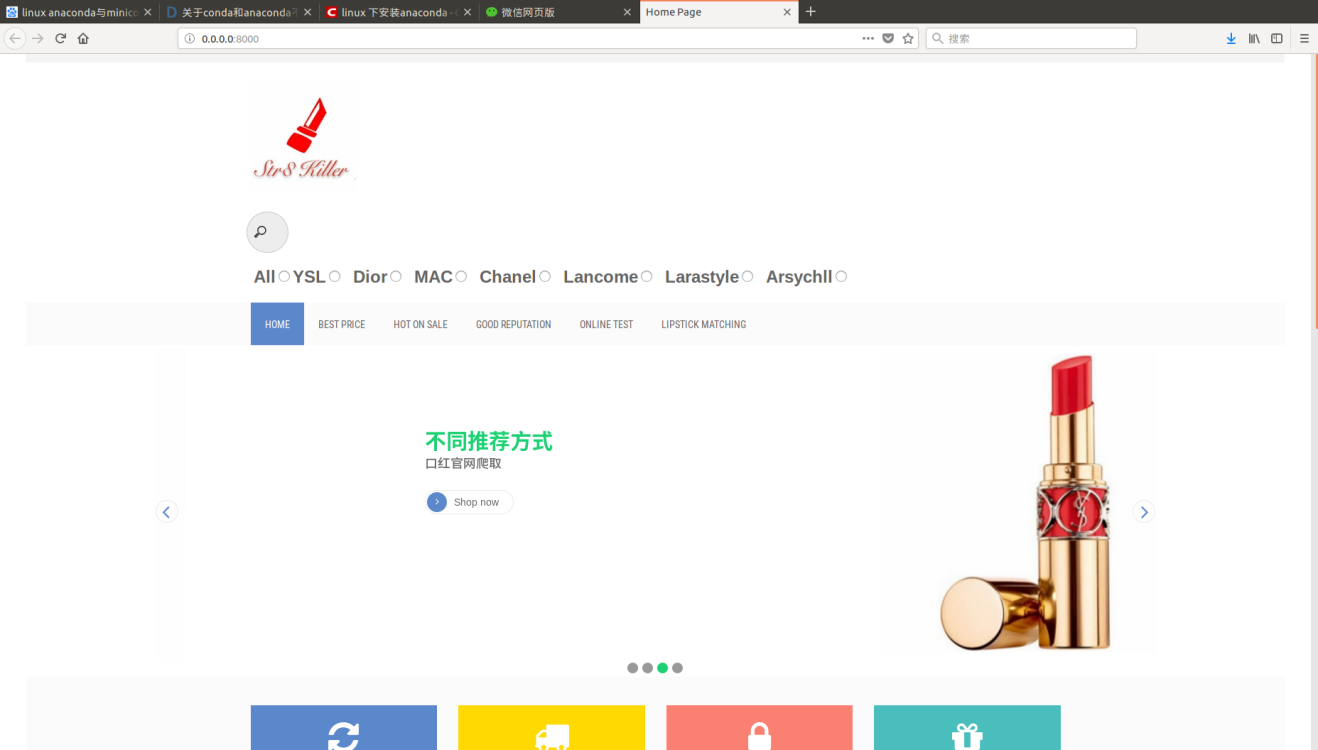 linux anaconda与minico
关于conda和anaconda不
linux 下安装anaconda - C
微信网页版
Home Page
0.0.0.0:8000
搜索
Str8 Killer
All YSL Dior MAC Chanel Lancome Larastyle Arsychll
HOME BEST PRICE HOT ON SALE GOOD REPUTATION ONLINE TEST LIPSTICK MATCHING
不同推荐方式
口红官网爬取
Shop now